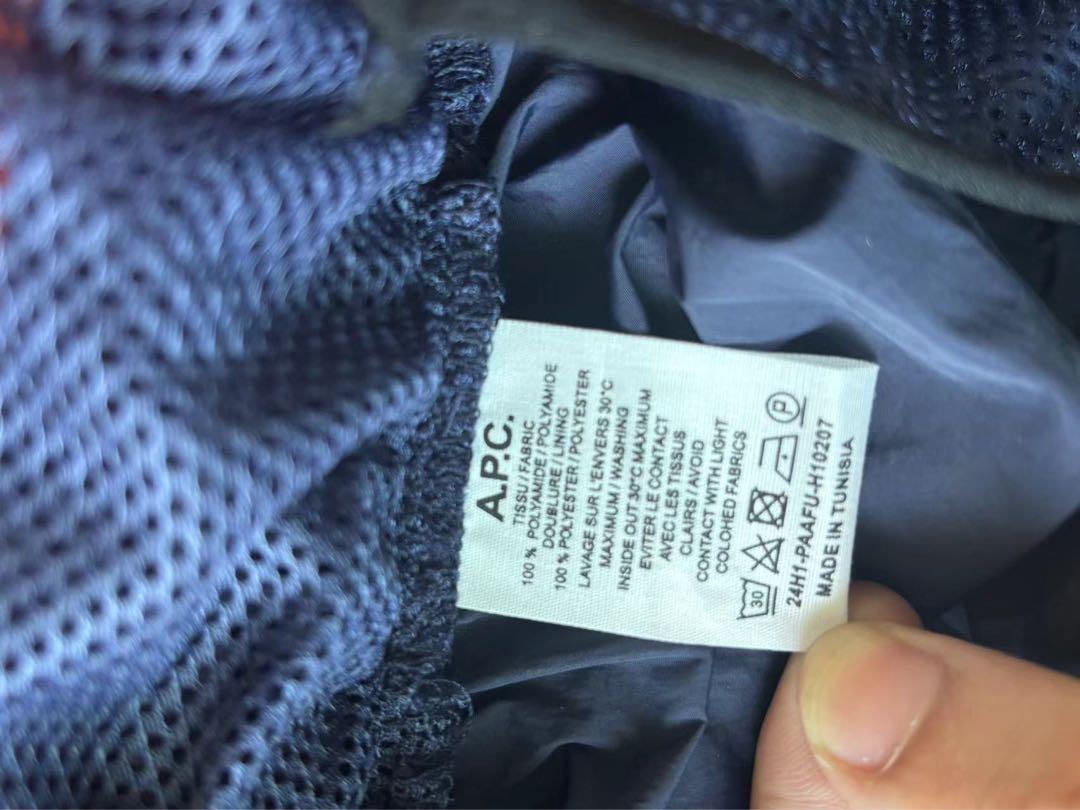 A.P.C.
TISSU / FABRIC
100 % POLYAMIDE / POLYAMIDE
DOUBLURE / LINING
100 % POLYESTER / POLYESTER
LAVAGE SUR L'ENVERS 30°C
MAXIMUM / WASHING
INSIDE OUT 30°C MAXIMUM
EVITER LE CONTACT
AVEC LES TISSUS
CLAIRS / AVOID
CONTACT WITH LIGHT
COLOHED FABRICS
30 P
24H1-PAAFU-H10207
MADE IN TUNISIA